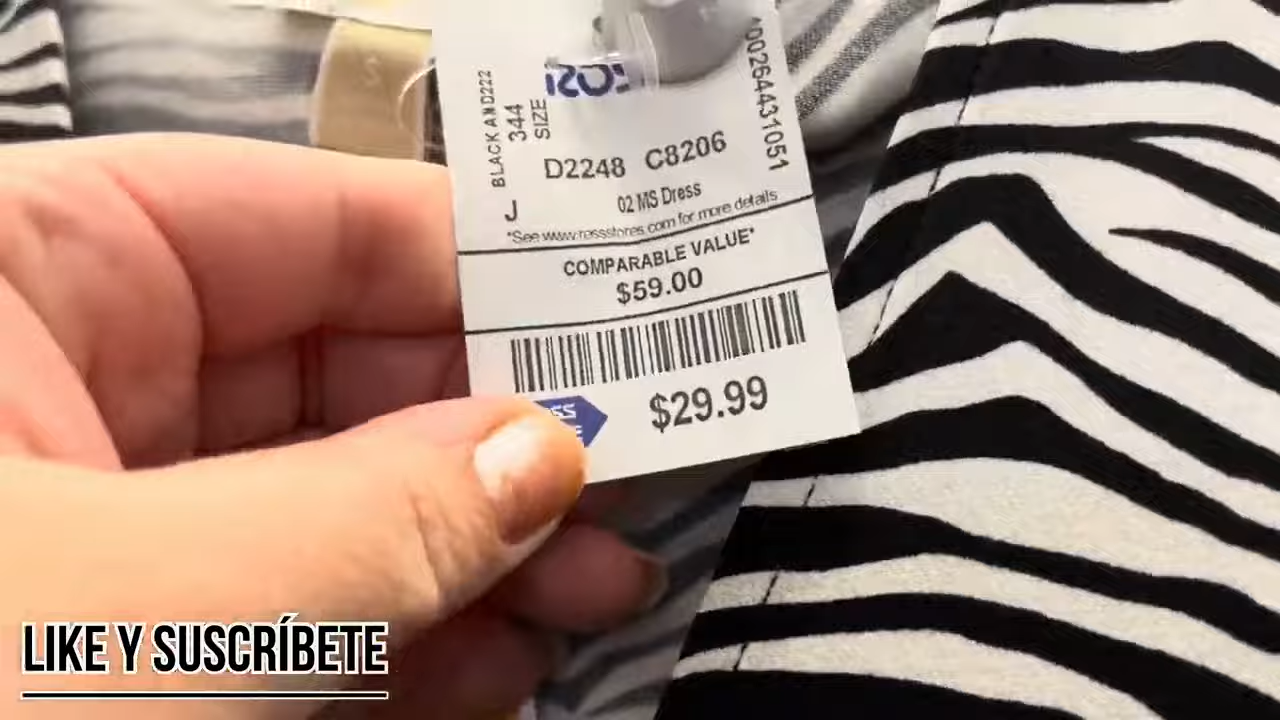 BLACK AND222
344
SIZE
J
400264431051
D2248 C8206
02 MS Dress
*See www.rossstores.com for more details
COMPARABLE VALUE*
$59.00
$29.99
LIKE Y SUSCRÍBETE